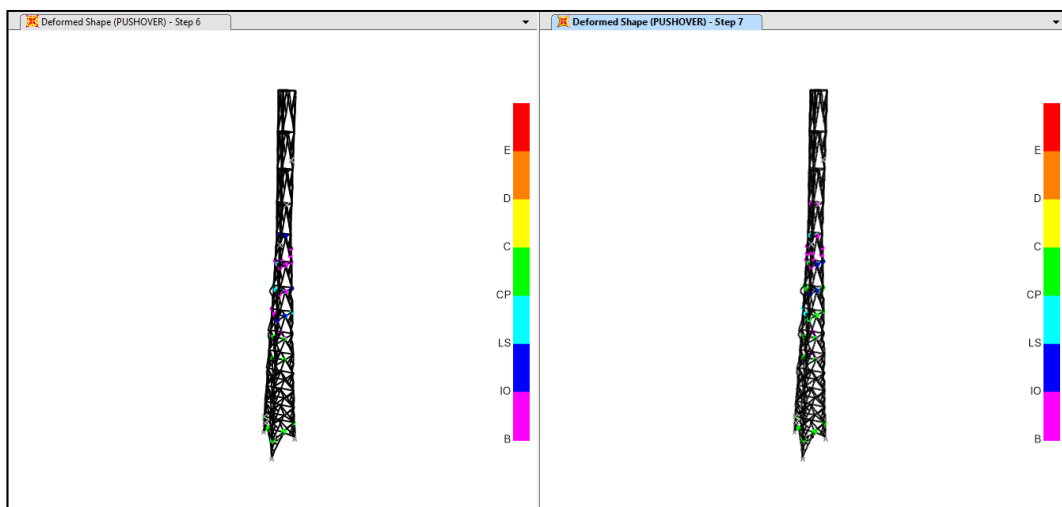 Deformed Shape (PUSHOVER) - Step 6
E
D
C
CP
LS
IO
B
Deformed Shape (PUSHOVER) - Step 7
E
D
C
CP
LS
IO
B